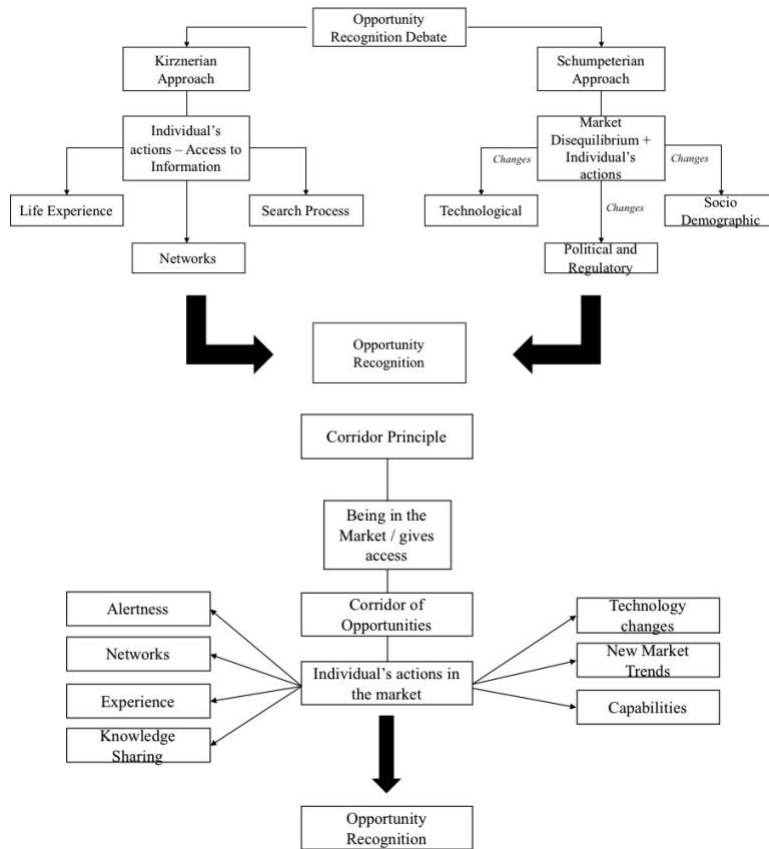 Opportunity
Recognition Debate
Kirznerian
Approach
Schumpeterian
Approach
Individual’s
actions – Access to
Information
Market
Disequilibrium +
Individual’s
actions
Changes
Changes
Life Experience
Search Process
Technological
Changes
Socio
Demographic
Networks
Political and
Regulatory
Opportunity
Recognition
Corridor Principle
Being in the
Market / gives
access
Corridor of
Opportunities
Individual’s actions in
the market
Alertness
Networks
Experience
Knowledge
Sharing
Technology
changes
New Market
Trends
Capabilities
Opportunity
Recognition